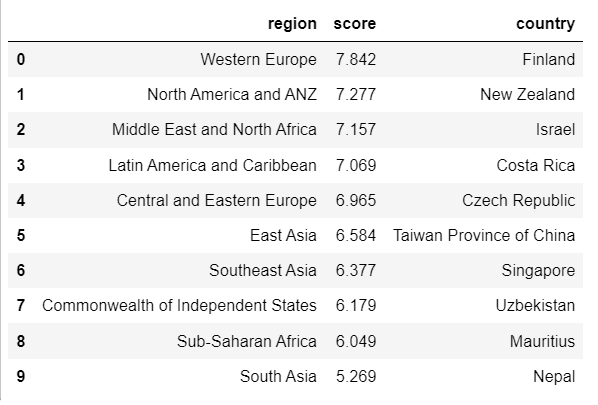 region score country
0 Western Europe 7.842 Finland
1 North America and ANZ 7.277 New Zealand
2 Middle East and North Africa 7.157 Israel
3 Latin America and Caribbean 7.069 Costa Rica
4 Central and Eastern Europe 6.965 Czech Republic
5 East Asia 6.584 Taiwan Province of China
6 Southeast Asia 6.377 Singapore
7 Commonwealth of Independent States 6.179 Uzbekistan
8 Sub-Saharan Africa 6.049 Mauritius
9 South Asia 5.269 Nepal